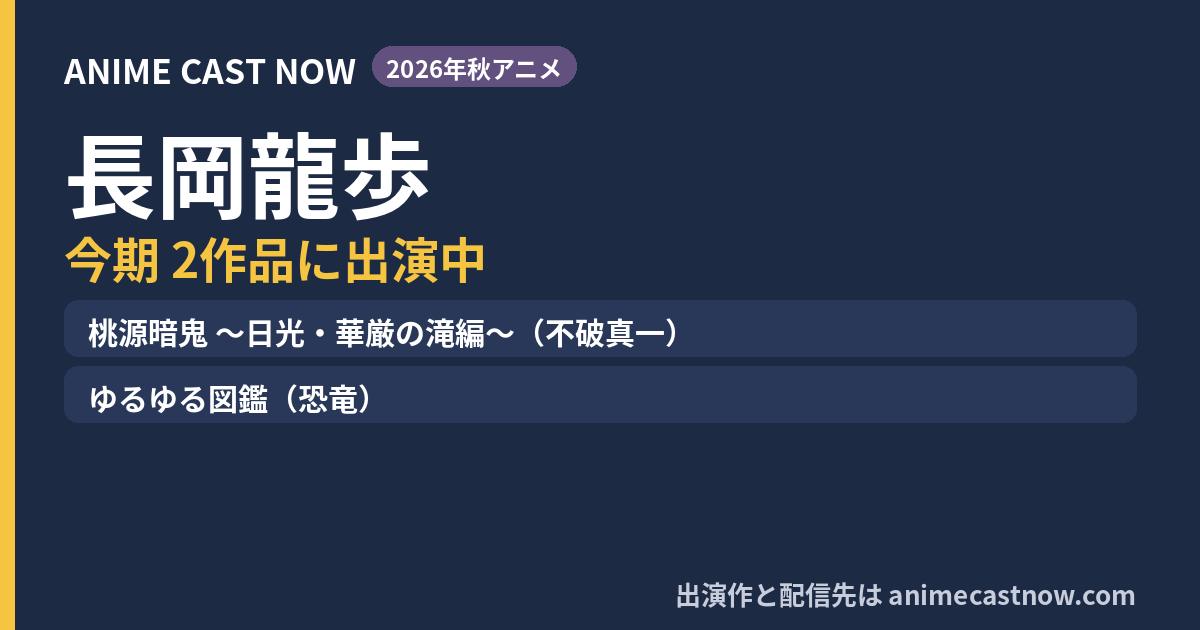 ANIME CAST NOW 2026年秋アニメ
長岡龍歩
今期 2作品に出演中
桃源暗鬼 〜日光・華厳の滝編〜（不破真一）
ゆるゆる図鑑（恐竜）
出演作と配信先は animecastnow.com